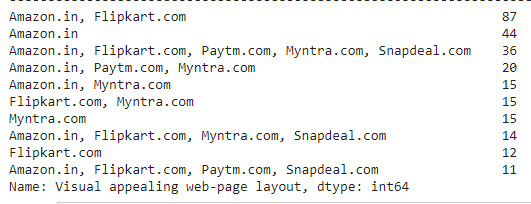 Amazon.in, Flipkart.com 87
Amazon.in 44
Amazon.in, Flipkart.com, Paytm.com, Myntra.com, Snapdeal.com 36
Amazon.in, Paytm.com, Myntra.com 20
Amazon.in, Myntra.com 15
Flipkart.com, Myntra.com 15
Myntra.com 15
Amazon.in, Flipkart.com, Myntra.com, Snapdeal.com 14
Flipkart.com 12
Amazon.in, Flipkart.com, Paytm.com, Snapdeal.com 11
Name: Visual appealing web-page layout, dtype: int64